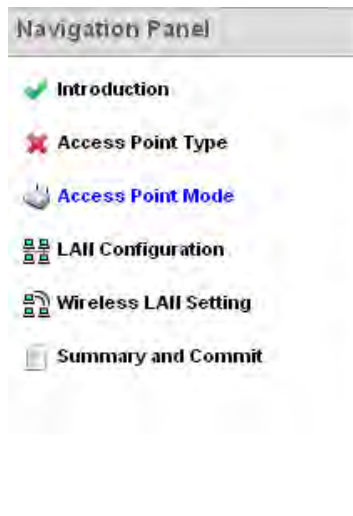 Navigation Panel
Introduction
Access Point Type
Access Point Mode
LAN Configuration
Wireless LAN Setting
Summary and Commit